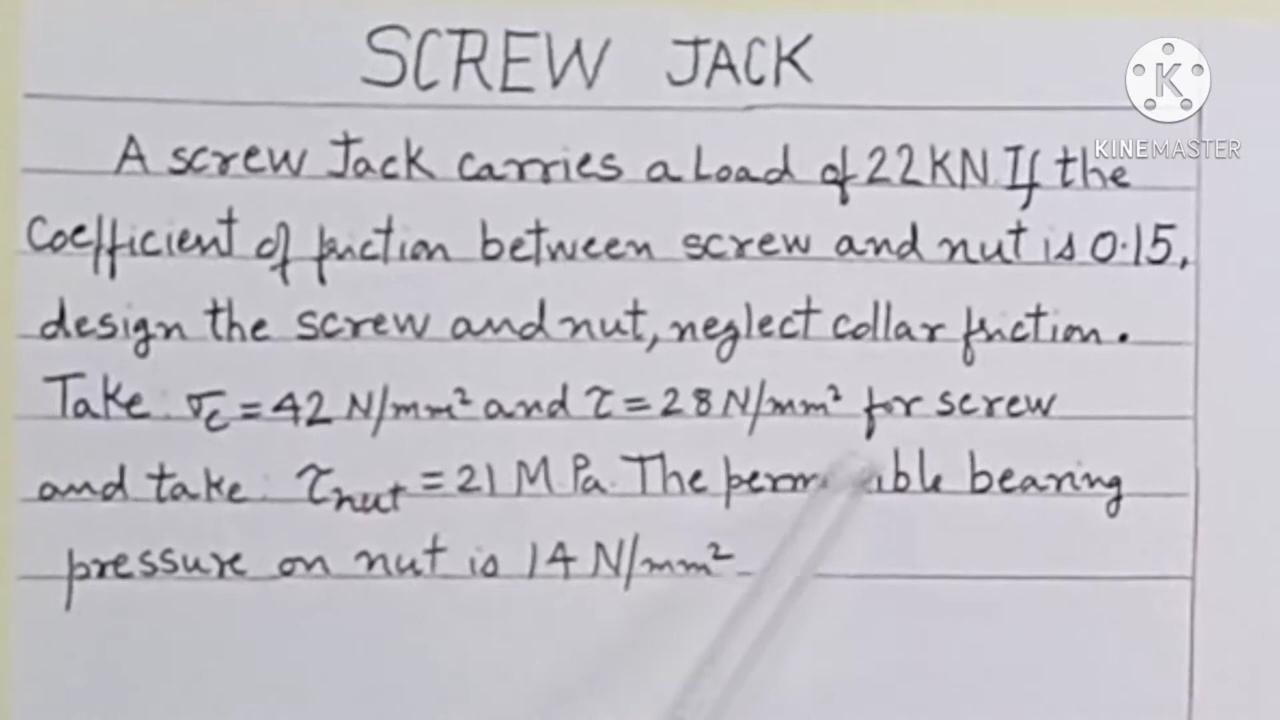 SCREW JACK
K
KINEMASTER
A screw Jack carries a Load of 22KN. If the
coefficient of friction between screw and nut is 0.15,
design the screw and nut, neglect collar friction.
Take σc = 42 N/mm² and τ = 28 N/mm² for screw
and take τnut = 21 MPa. The bearing
pressure on nut is 14 N/mm²